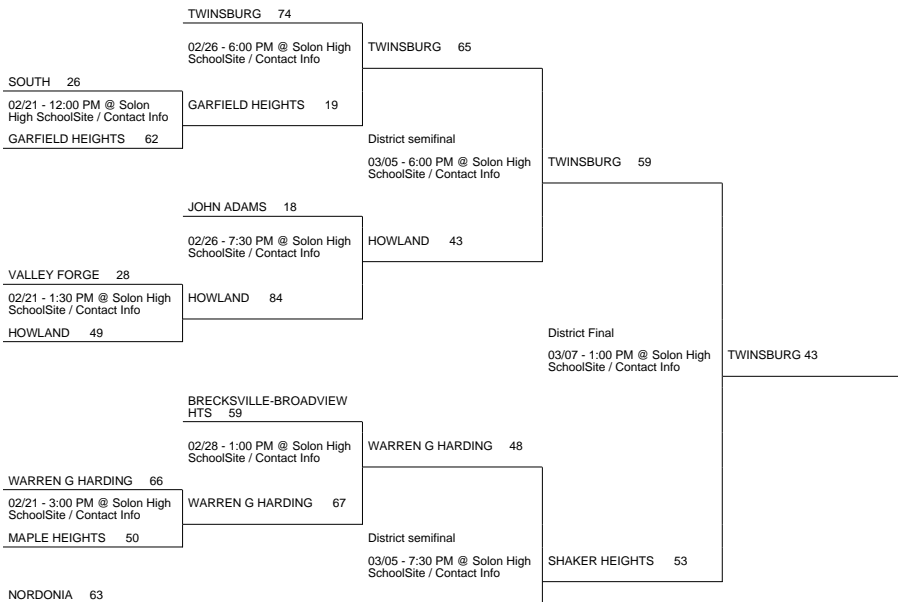 TWINSBURG 74
02/26 - 6:00 PM @ Solon High
SchoolSite / Contact Info
TWINSBURG 65
SOUTH 26
02/21 - 12:00 PM @ Solon
High SchoolSite / Contact Info
GARFIELD HEIGHTS 19
GARFIELD HEIGHTS 62
District semifinal
03/05 - 6:00 PM @ Solon High
SchoolSite / Contact Info
TWINSBURG 59
JOHN ADAMS 18
02/26 - 7:30 PM @ Solon High
SchoolSite / Contact Info
HOWLAND 43
VALLEY FORGE 28
02/21 - 1:30 PM @ Solon High
SchoolSite / Contact Info
HOWLAND 84
HOWLAND 49
District Final
03/07 - 1:00 PM @ Solon High
SchoolSite / Contact Info
TWINSBURG 43
BRECKSVILLE-BROADVIEW
HTS 59
02/28 - 1:00 PM @ Solon High
SchoolSite / Contact Info
WARREN G HARDING 48
WARREN G HARDING 66
02/21 - 3:00 PM @ Solon High
SchoolSite / Contact Info
WARREN G HARDING 67
MAPLE HEIGHTS 50
District semifinal
03/05 - 7:30 PM @ Solon High
SchoolSite / Contact Info
SHAKER HEIGHTS 53
NORDONIA 63